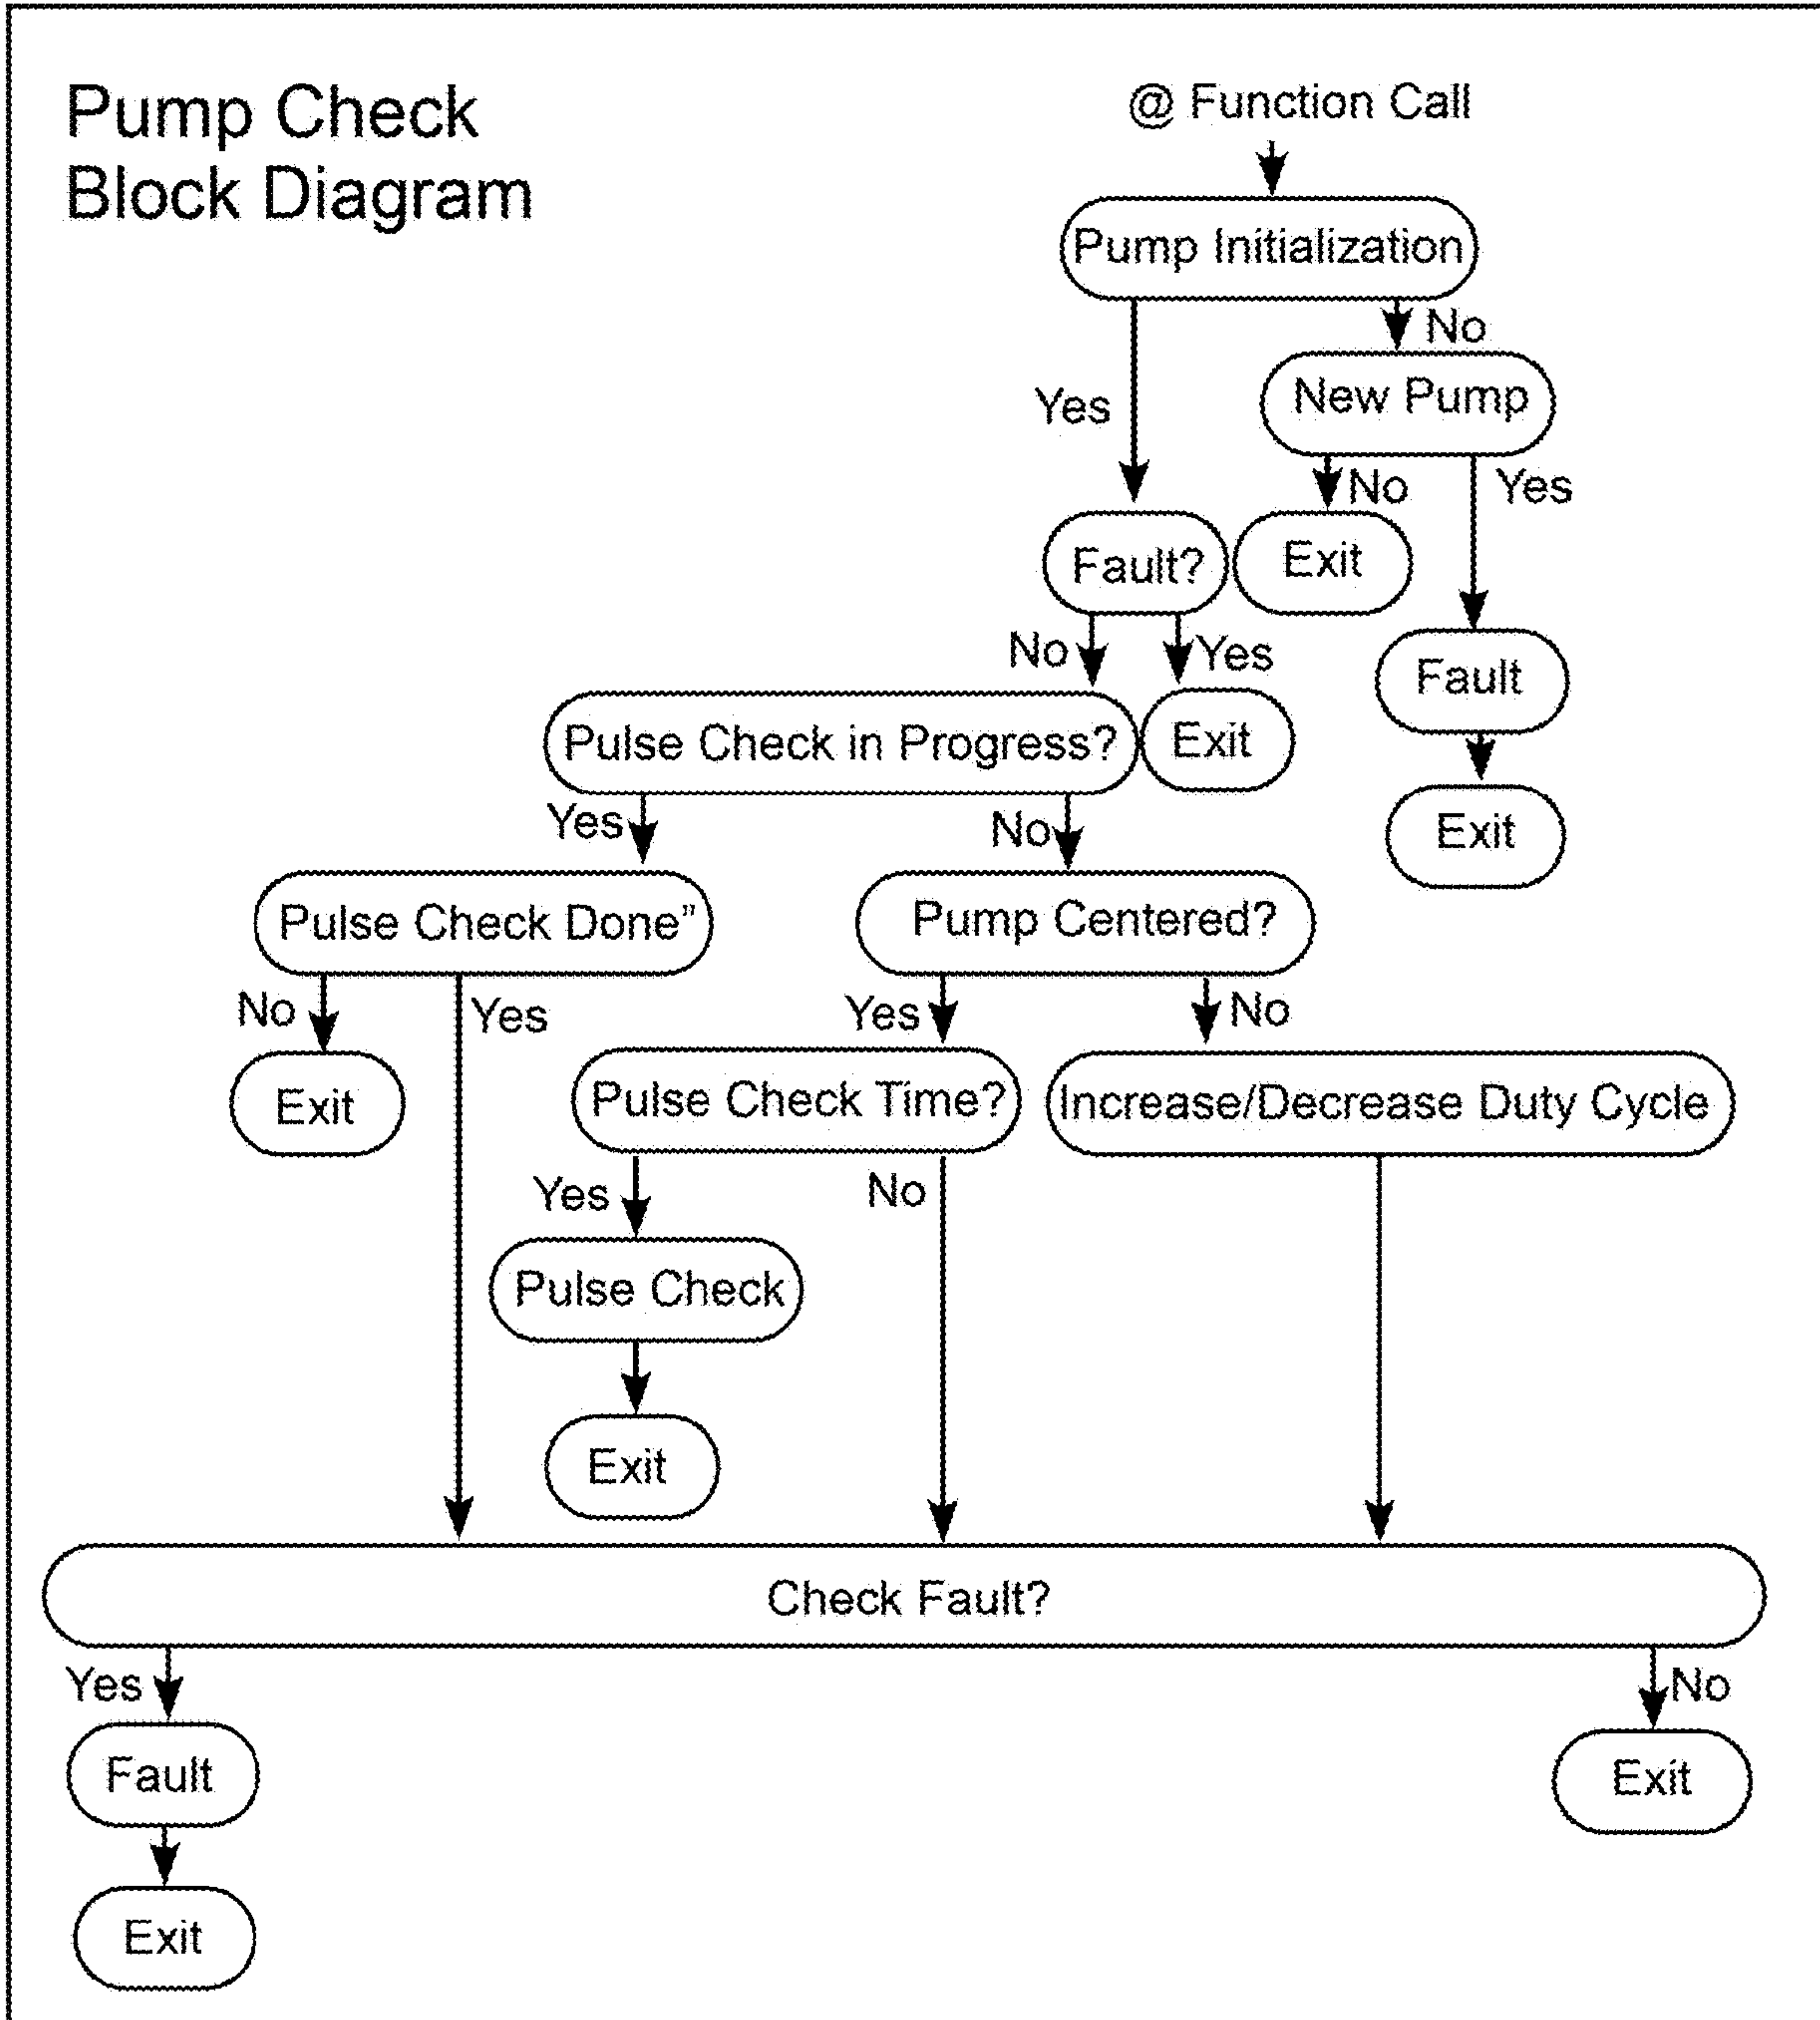 Pump Check
Block Diagram
@ Function Call
Pump Initialization
No
Yes
New Pump
No
Yes
Fault?
Exit
No
Yes
Fault
Pulse Check in Progress?
Exit
Exit
Yes
No
Pulse Check Done”
Pump Centered?
No
Yes
Yes
No
Exit
Pulse Check Time?
Increase/Decrease Duty Cycle
Yes
No
Pulse Check
Exit
Check Fault?
Yes
No
Fault
Exit
Exit